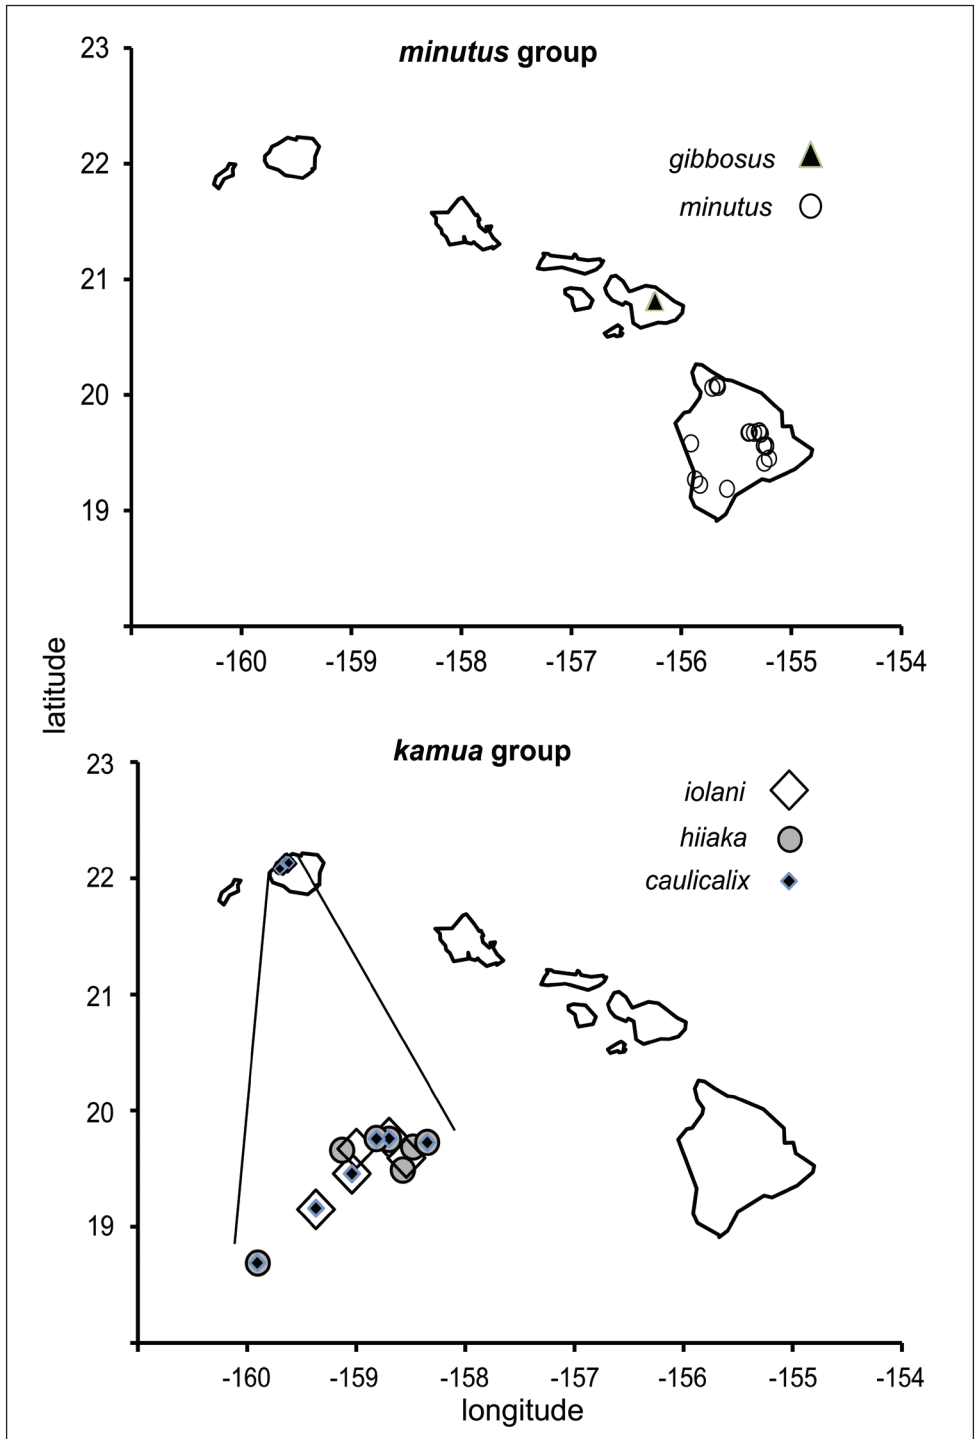 minutus group
23
22
21
20
19
gibbosus
minutus
-160 -159 -158 -157 -156 -155 -154
latitude
kamua group
23
22
21
20
19
iolani
hiiaka
caulicalix
-160 -159 -158 -157 -156 -155 -154
longitude